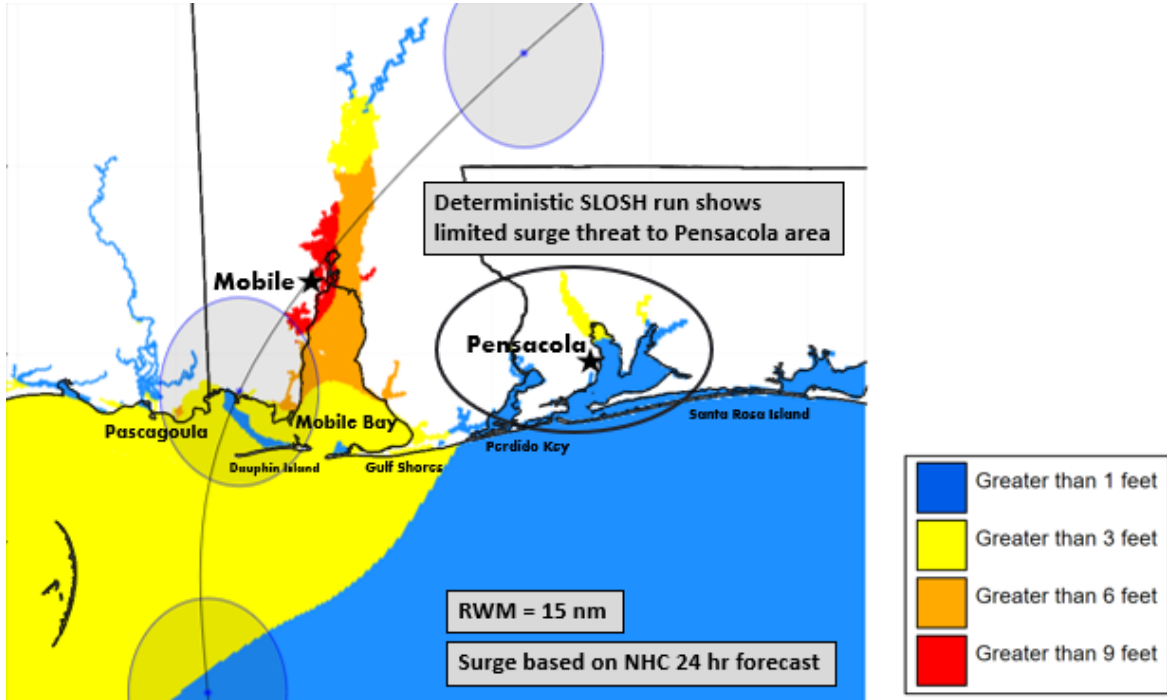 Deterministic SLOSH run shows
limited surge threat to Pensacola area
Mobile
Pensacola
Santa Rosa Island
Pascagoula
Mobile Bay
Perdido Key
Dauphin Island
Gulf Shores
RWM = 15 nm
Surge based on NHC 24 hr forecast
Greater than 1 feet
Greater than 3 feet
Greater than 6 feet
Greater than 9 feet